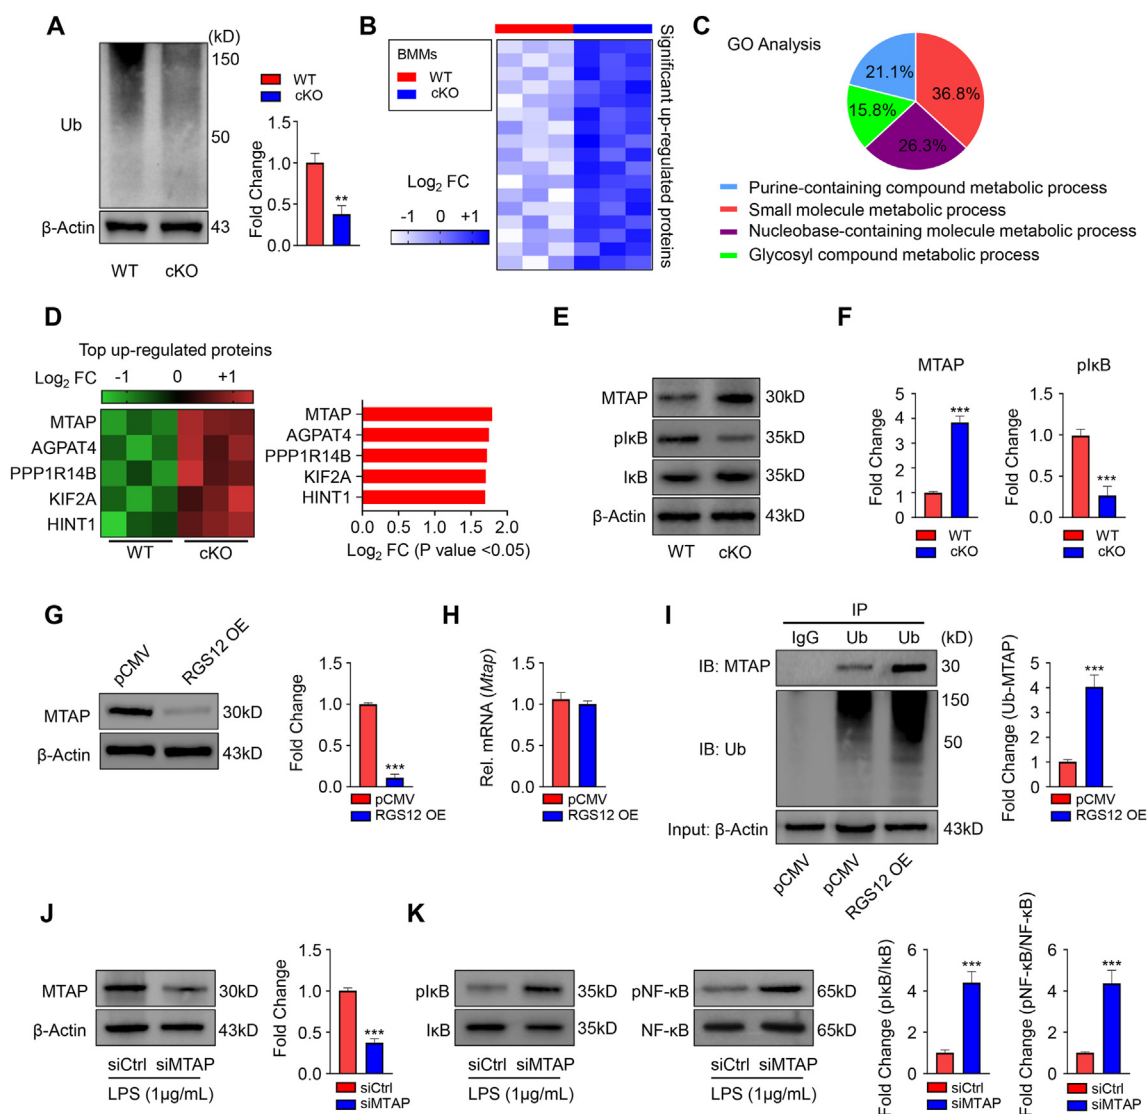 A
(kD)
150
Ub
50
β-Actin
43
WT
cKO
WT
cKO
Fold Change
1.5
1.0
0.5
0.0
**
B
BMMs
WT
cKO
Log2 FC
-1 0 +1
Significant up-regulated proteins
C
GO Analysis
21.1%
36.8%
15.8%
26.3%
Purine-containing compound metabolic process
Small molecule metabolic process
Nucleobase-containing molecule metabolic process
Glycosyl compound metabolic process
D
Top up-regulated proteins
Log2 FC
-1 0 +1
MTAP
AGPAT4
PPP1R14B
KIF2A
HINT1
WT
cKO
MTAP
AGPAT4
PPP1R14B
KIF2A
HINT1
0.0 0.5 1.0 1.5 2.0
Log2 FC (P value <0.05)
E
MTAP
30kD
pIκB
35kD
IκB
35kD
β-Actin
43kD
WT cKO
F
MTAP
Fold Change
5
4
3
2
1
0
***
WT
cKO
pIκB
Fold Change
1.5
1.0
0.5
0.0
***
WT
cKO
G
pCMV
RGS12 OE
MTAP
30kD
β-Actin
43kD
Fold Change
1.5
1.0
0.5
0.0
***
pCMV
RGS12 OE
H
Rel. mRNA (Mtap)
1.5
1.0
0.5
0.0
pCMV
RGS12 OE
I
IP
IgG Ub Ub (kD)
IB: MTAP
30
150
IB: Ub
50
Input: β-Actin
43kD
pCMV
pCMV
RGS12 OE
Fold Change (Ub-MTAP)
5
4
3
2
1
0
***
pCMV
RGS12 OE
J
MTAP
30kD
β-Actin
43kD
siCtrl siMTAP
LPS (1μg/mL)
Fold Change
1.5
1.0
0.5
0.0
***
siCtrl
siMTAP
K
pIκB
35kD
IκB
35kD
siCtrl siMTAP
LPS (1μg/mL)
pNF-κB
65kD
NF-κB
65kD
siCtrl siMTAP
LPS (1μg/mL)
Fold Change (pIκB/IκB)
6
4
2
0
***
siCtrl
siMTAP
Fold Change (pNF-κB/NF-κB)
6
4
2
0
***
siCtrl
siMTAP